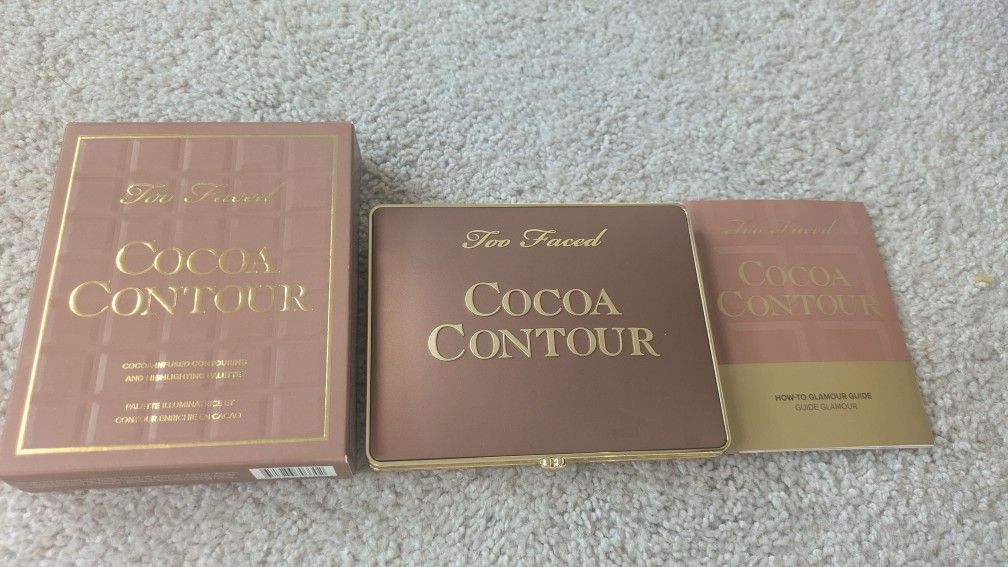 Too Faced
COCOA
CONTOUR
COCOA-INFUSED CONTOURING
AND HIGHLIGHTING PALETTE
PALETTE ILLUMINATRICE ET
CONTOUR ENRICHIE EN CACAO
Too Faced
COCOA
CONTOUR
Too Faced
COCOA
CONTOUR
HOW-TO GLAMOUR GUIDE
GUIDE GLAMOUR